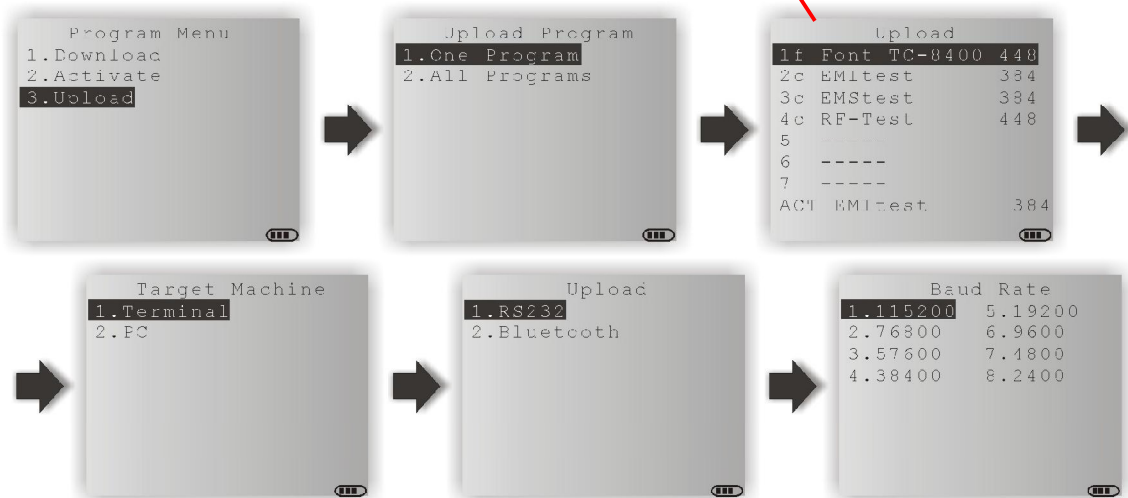 Program Menu
1.Download
2.Activate
3.Upload
Upload Program
1.One Program
2.All Programs
Upload
1f Font TC-8400 448
2c EMItest 384
3c EMStest 384
4c RF-Test 448
5 -----
6 -----
7 -----
ACT EMItest 384
Target Machine
1.Terminal
2.PC
Upload
1.RS232
2.Bluetooth
Baud Rate
1.115200 5.19200
2.76800 6.9600
3.57600 7.4800
4.38400 8.2400